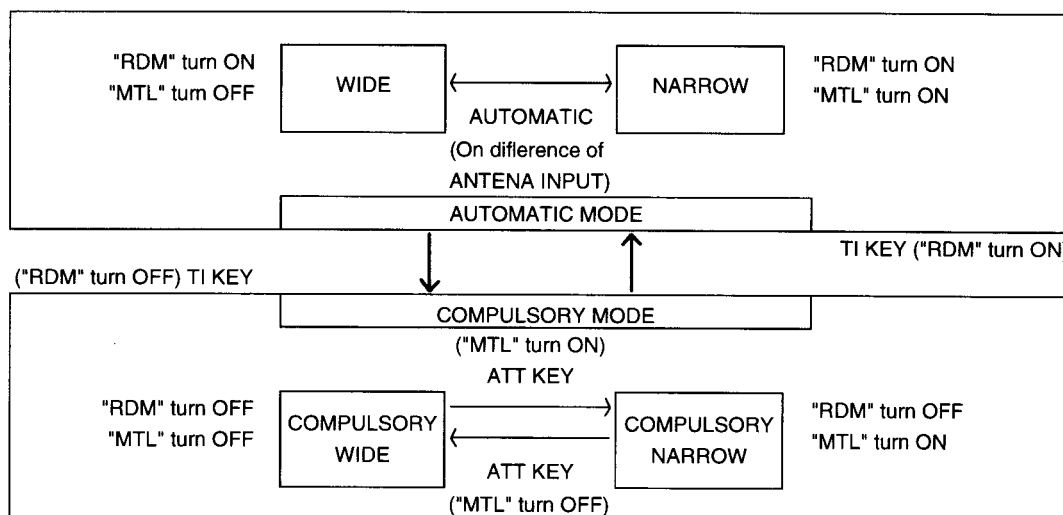 "RDM" turn ON
"MTL" turn OFF
WIDE
NARROW
"RDM" turn ON
"MTL" turn ON
AUTOMATIC
(On diflerence of
ANTENA INPUT)
AUTOMATIC MODE
TI KEY ("RDM" turn ON)
("RDM" turn OFF) TI KEY
COMPULSORY MODE
("MTL" turn ON)
ATT KEY
"RDM" turn OFF
"MTL" turn OFF
COMPULSORY
WIDE
COMPULSORY
NARROW
"RDM" turn OFF
"MTL" turn ON
ATT KEY
("MTL" turn OFF)